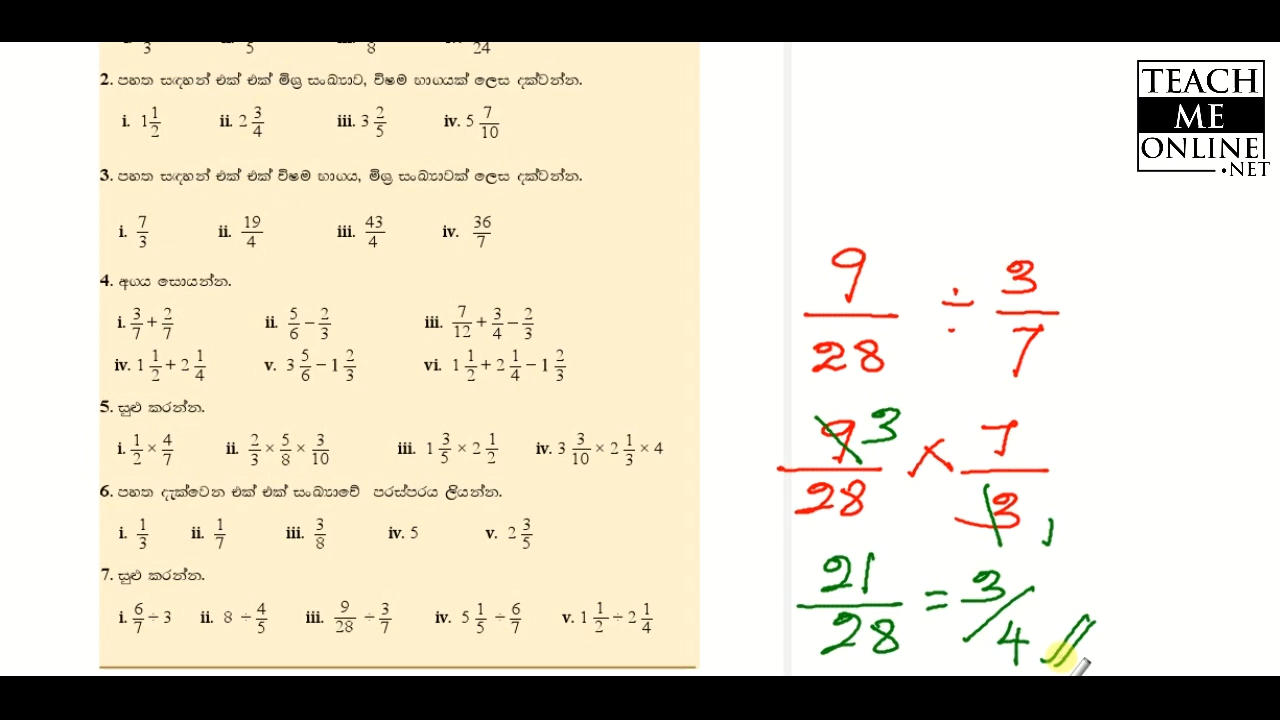 2. පහත සඳහන් එක් එක් මිශ්‍ර සංඛ්‍යාව, විෂම භාගයක් ලෙස දක්වන්න.
i. 1 1/2 ii. 2 3/4 iii. 3 2/5 iv. 5 7/10
3. පහත සඳහන් එක් එක් විෂම භාගය, මිශ්‍ර සංඛ්‍යාවක් ලෙස දක්වන්න.
i. 7/3 ii. 19/4 iii. 43/4 iv. 36/7
4. අගය සොයන්න.
i. 3/7 + 2/7 ii. 5/6 − 2/3 iii. 7/12 + 3/4 − 2/3
iv. 1 1/2 + 2 1/4 v. 3 5/6 − 1 2/3 vi. 1 1/2 + 2 1/4 − 1 2/3
5. සුළු කරන්න.
i. 1/2 × 4/7 ii. 2/3 × 5/8 × 3/10 iii. 1 3/5 × 2 1/2 iv. 3 3/10 × 2 1/3 × 4
6. පහත දැක්වෙන එක් එක් සංඛ්‍යාවේ පරස්පරය ලියන්න.
i. 1/3 ii. 1/7 iii. 3/8 iv. 5 v. 2 3/5
7. සුළු කරන්න.
i. 6/7 ÷ 3 ii. 8 ÷ 4/5 iii. 9/28 ÷ 3/7 iv. 5 1/5 ÷ 6/7 v. 1 1/2 ÷ 2 1/4
TEACH
ME
ONLINE
.NET
9/28 ÷ 3/7
9 3/28 × 7/3 1
21/28 = 3/4